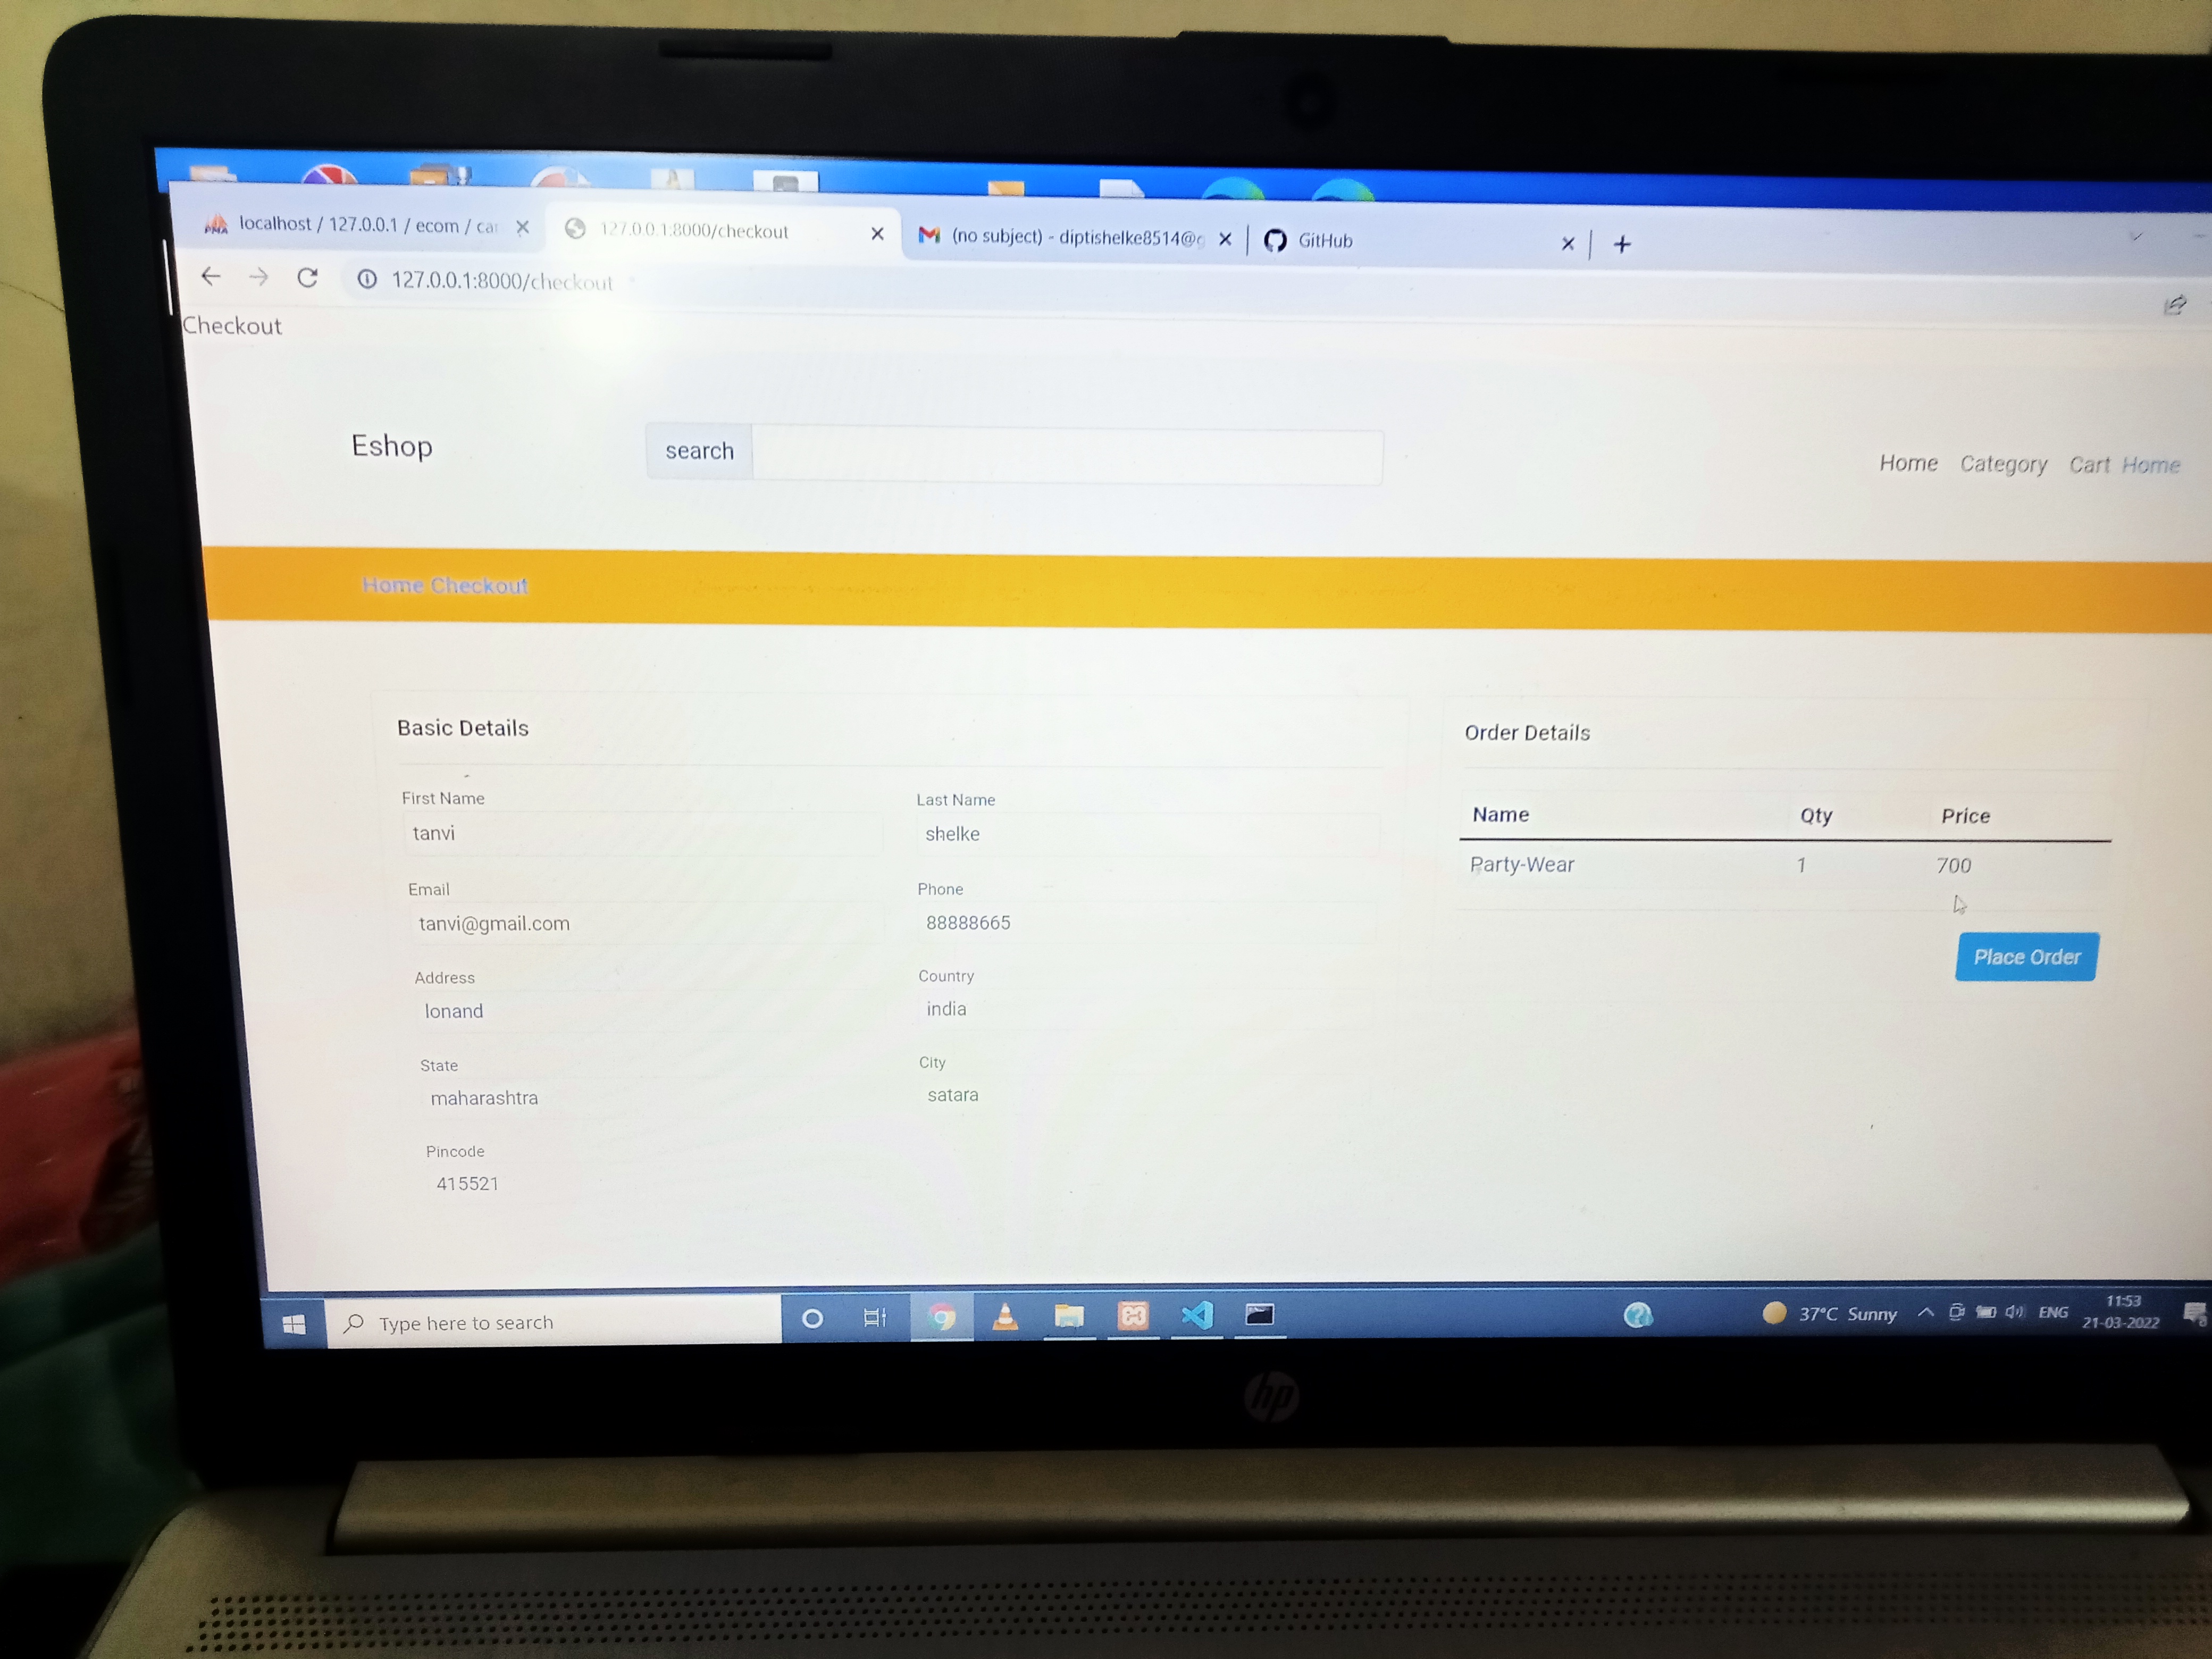 localhost / 127.0.0.1 / ecom / car
127.0.0.1:8000/checkout
(no subject) - diptishelke8514@g
GitHub
127.0.0.1:8000/checkout
Checkout
Eshop
search
Home Category Cart Home
Home Checkout
Basic Details
Order Details
First Name
Last Name
tanvi
shelke
Name Qty Price
Party-Wear 1 700
Email
Phone
tanvi@gmail.com
88888665
Place Order
Address
Country
lonand
india
State
City
maharashtra
satara
Pincode
415521
Type here to search
37°C Sunny
ENG
11:53
21-03-2022
hp